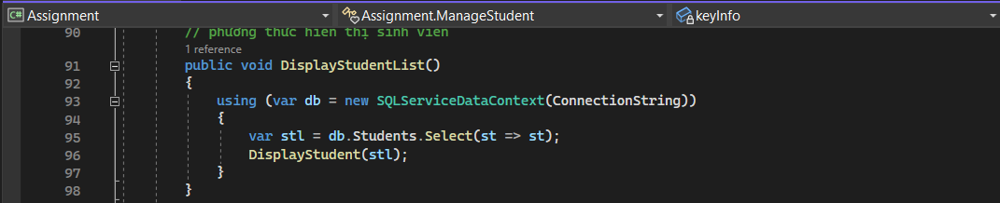 C# Assignment Assignment.ManageStudent keyInfo
90 // phương thức hiển thị sinh viên
1 reference
91 public void DisplayStudentList()
92 {
93 using (var db = new SQLServiceDataContext(ConnectionString))
94 {
95 var stl = db.Students.Select(st => st);
96 DisplayStudent(stl);
97 }
98 }